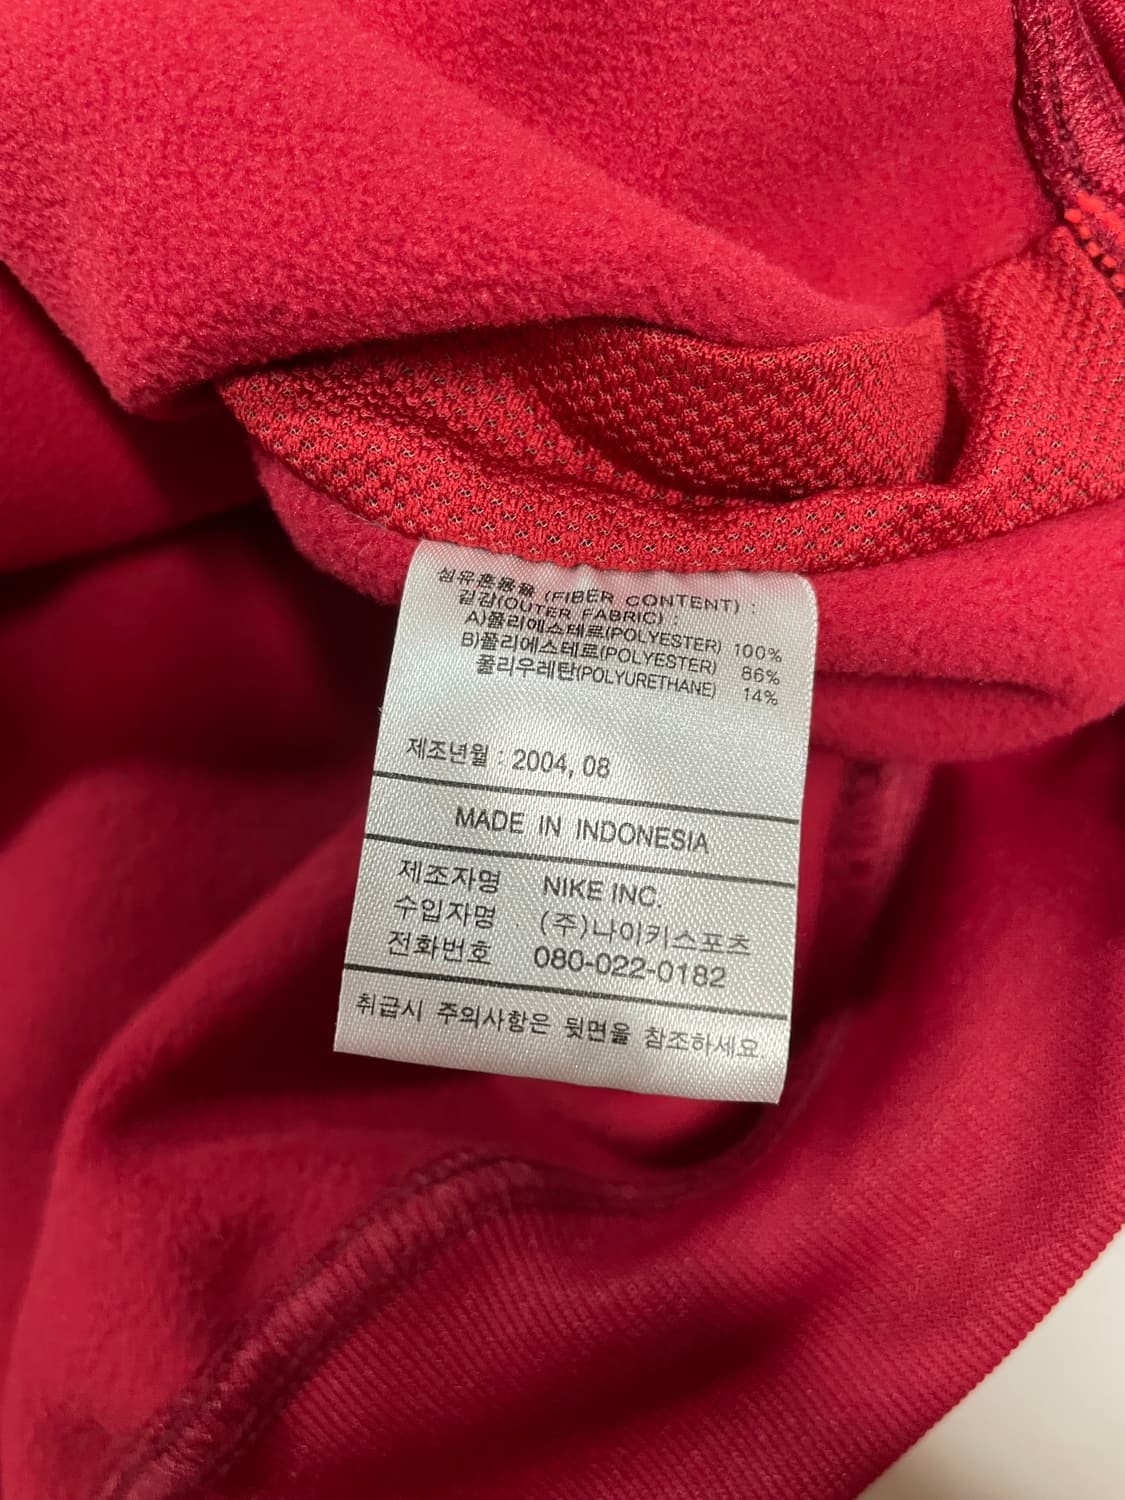 섬유혼용율 (FIBER CONTENT) :
겉감(OUTER FABRIC) :
A)폴리에스테르(POLYESTER) 100%
B)폴리에스테르(POLYESTER) 86%
폴리우레탄(POLYURETHANE) 14%
제조년월 : 2004, 08
MADE IN INDONESIA
제조자명 NIKE INC.
수입자명 : (주)나이키스포츠
전화번호 080-022-0182
취급시 주의사항은 뒷면을 참조하세요.